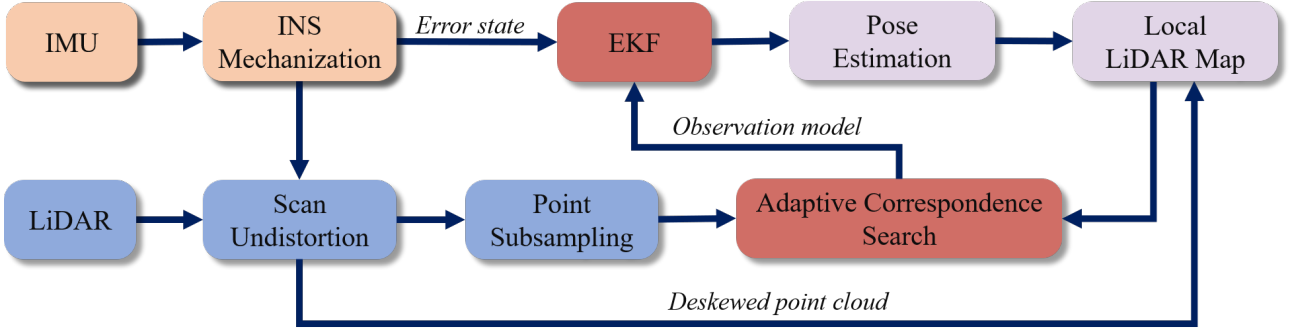 IMU
INS
Mechanization
Error state
EKF
Pose
Estimation
Local
LiDAR Map
Observation model
LiDAR
Scan
Undistortion
Point
Subsampling
Adaptive Correspondence
Search
Deskewed point cloud